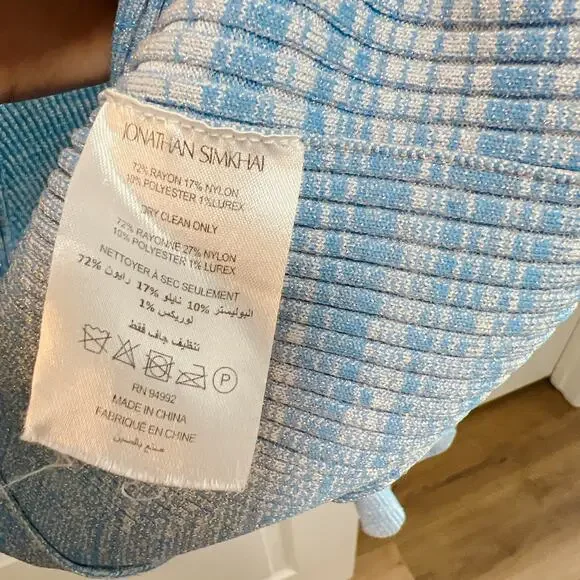 JONATHAN SIMKHAI
72% RAYON 17% NYLON
10% POLYESTER 1% LUREX
DRY CLEAN ONLY
72% RAYONNE 27% NYLON
10% POLYESTER 1% LUREX
NETTOYER À SEC SEULEMENT
72% رايون 17% نايلو 10% البوليستر
1% لوريكس
تنظيف جاف فقط
P
RN 94992
MADE IN CHINA
FABRIQUÉ EN CHINE
صنع بالصين